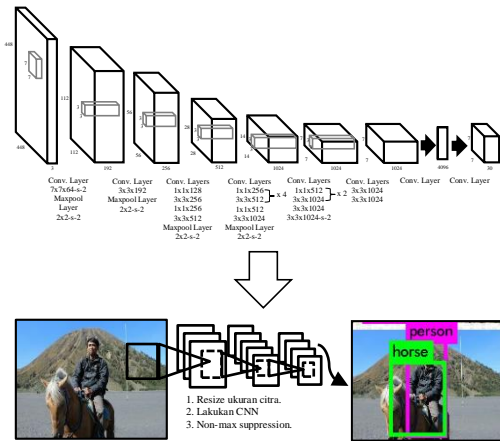 448
448
3
7
7
112
112
192
3
3
56
56
256
3
3
28
28
512
3
3
14
14
1024
3
3
7
7
1024
3
3
7
7
1024
4096
7
7
30
Conv. Layer
7x7x64-s-2
Maxpool
Layer
2x2-s-2
Conv. Layer
3x3x192
Maxpool Layer
2x2-s-2
Conv. Layers
1x1x128
3x3x256
1x1x256
3x3x512
Maxpool Layer
2x2-s-2
Conv. Layers
1x1x256
3x3x512
x 4
1x1x512
3x3x1024
Maxpool Layer
2x2-s-2
Conv. Layers
1x1x512
3x3x1024
x 2
3x3x1024
3x3x1024-s-2
Conv. Layers
3x3x1024
3x3x1024
Conv. Layer
Conv. Layer
1. Resize ukuran citra.
2. Lakukan CNN
3. Non-max suppression.
person
horse